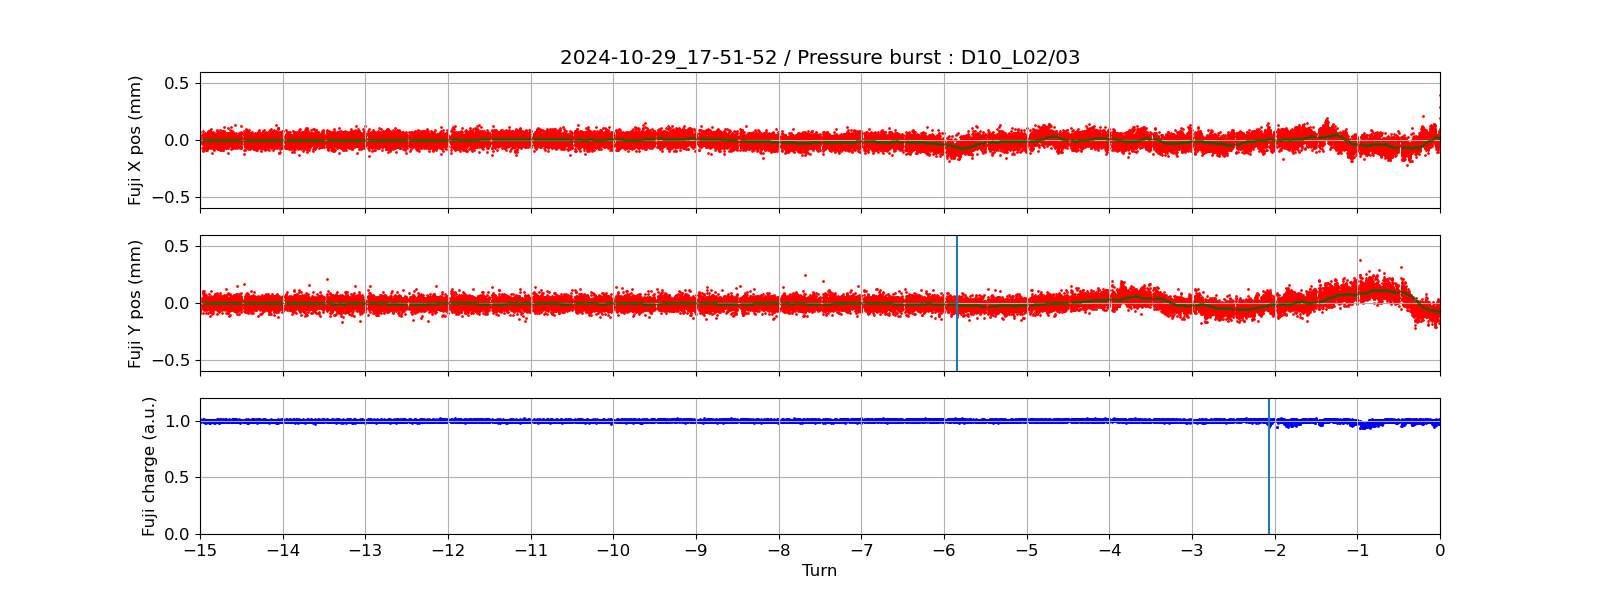 2024-10-29_17-51-52 / Pressure burst : D10_L02/03
Fuji X pos (mm)
0.5
0.0
−0.5
Fuji Y pos (mm)
0.5
0.0
−0.5
Fuji charge (a.u.)
1.0
0.5
0.0
−15 −14 −13 −12 −11 −10 −9 −8 −7 −6 −5 −4 −3 −2 −1 0
Turn